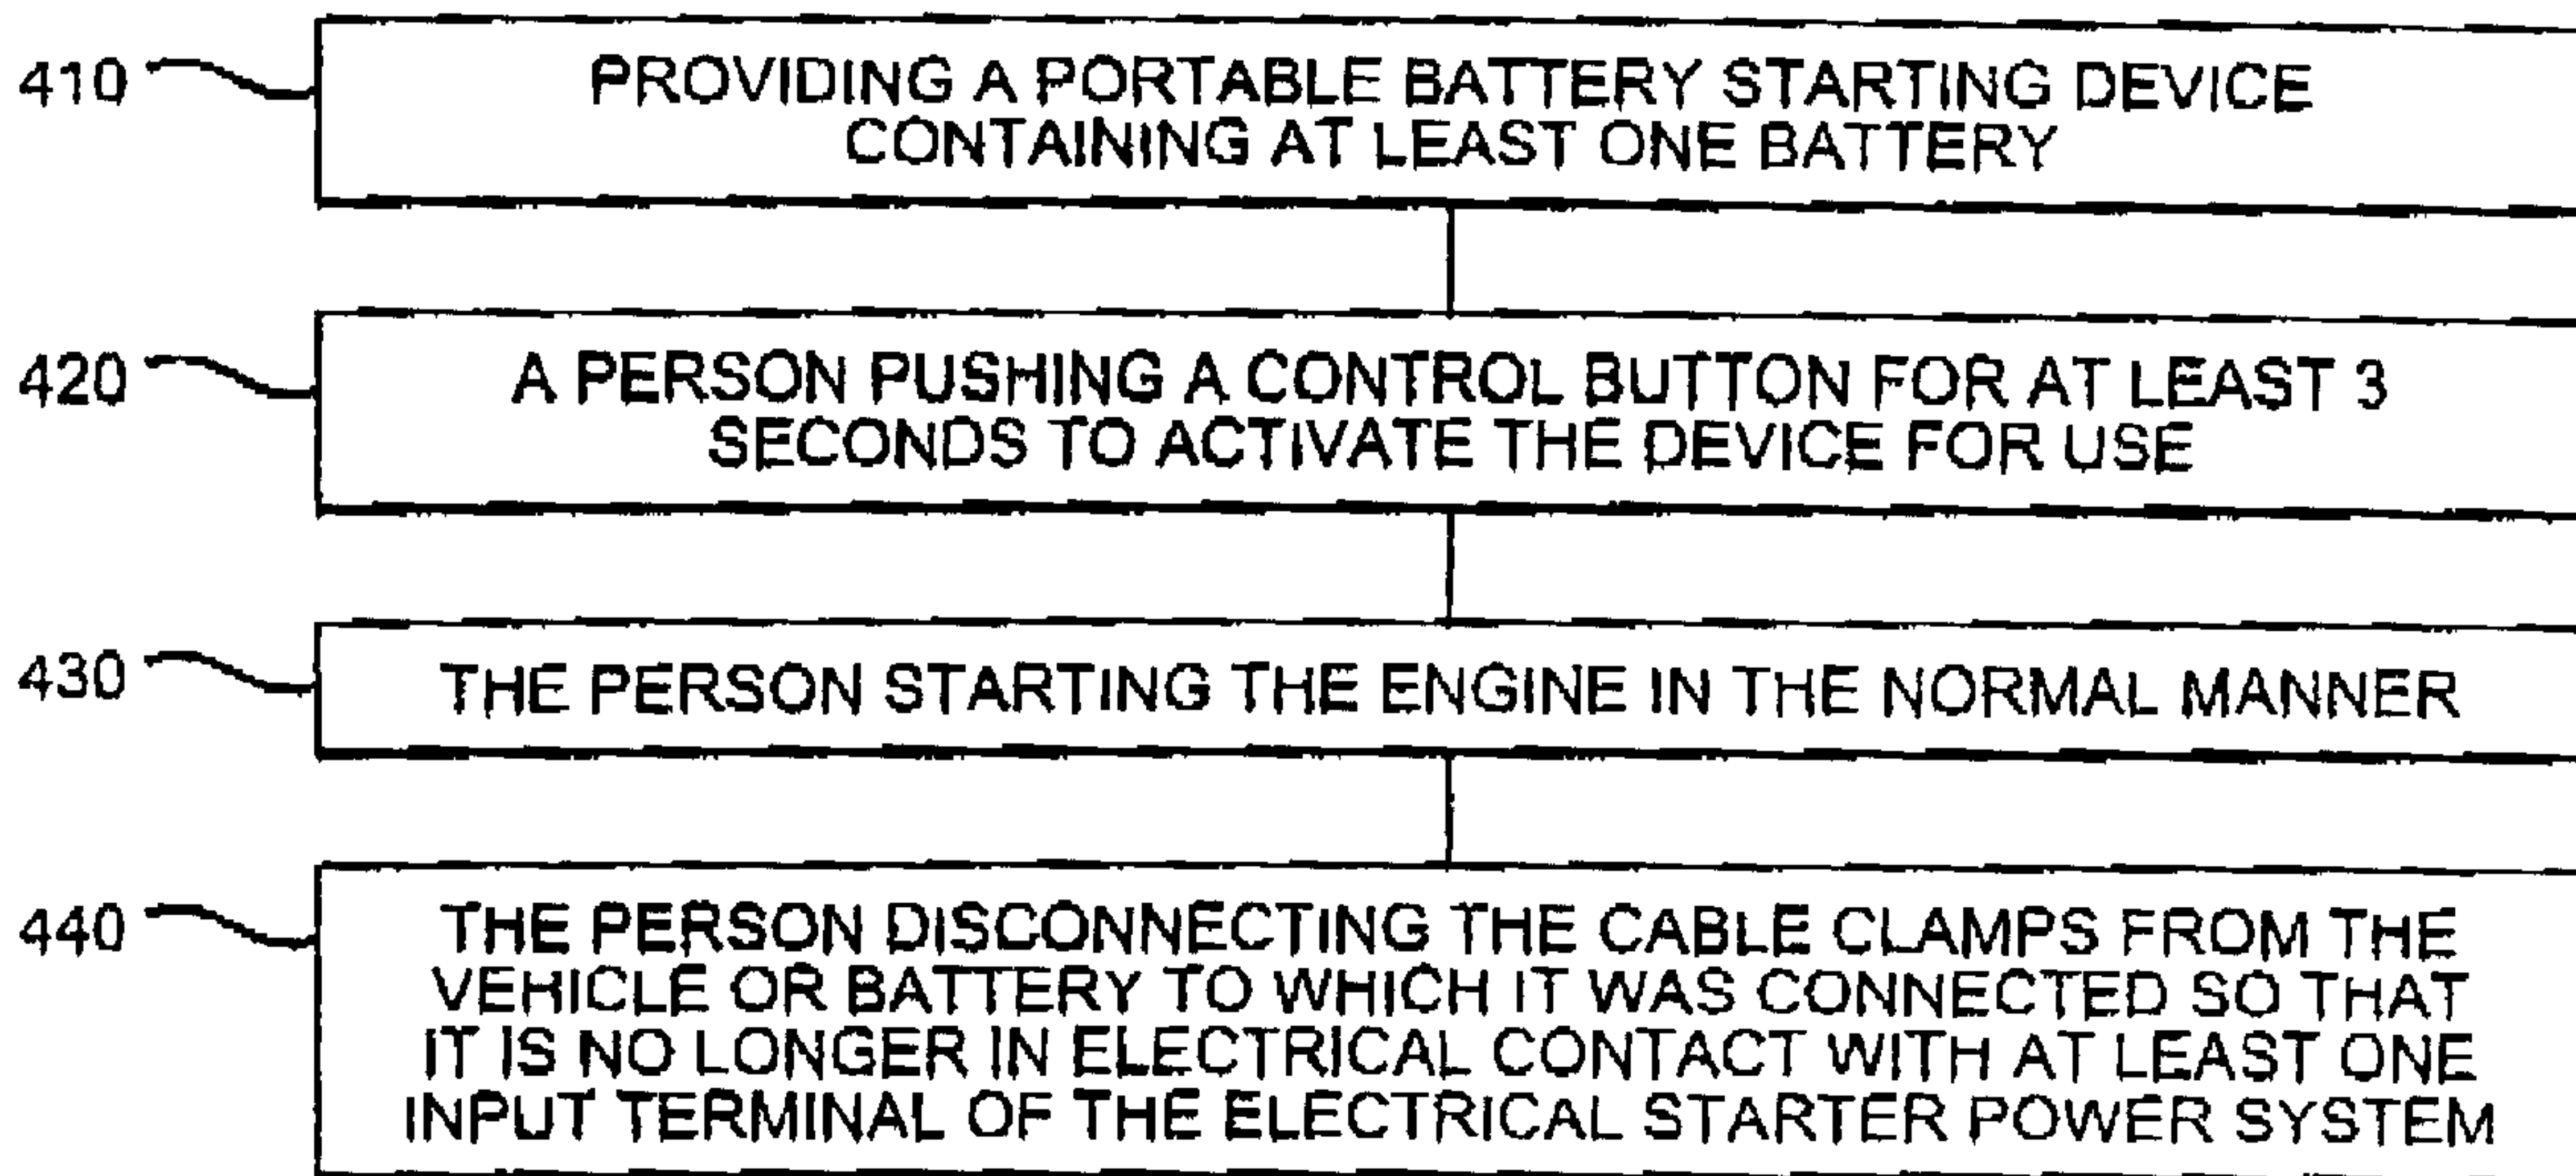 410
PROVIDING A PORTABLE BATTERY STARTING DEVICE
CONTAINING AT LEAST ONE BATTERY
420
A PERSON PUSHING A CONTROL BUTTON FOR AT LEAST 3
SECONDS TO ACTIVATE THE DEVICE FOR USE
430
THE PERSON STARTING THE ENGINE IN THE NORMAL MANNER
440
THE PERSON DISCONNECTING THE CABLE CLAMPS FROM THE
VEHICLE OR BATTERY TO WHICH IT WAS CONNECTED SO THAT
IT IS NO LONGER IN ELECTRICAL CONTACT WITH AT LEAST ONE
INPUT TERMINAL OF THE ELECTRICAL STARTER POWER SYSTEM